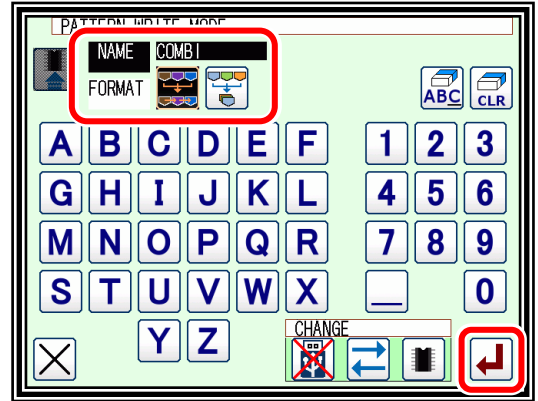 PATTERN WRITE MODE
NAME COMBI
FORMAT
ABC CLR
A B C D E F 1 2 3
G H I J K L 4 5 6
M N O P Q R 7 8 9
S T U V W X _ 0
Y Z
CHANGE